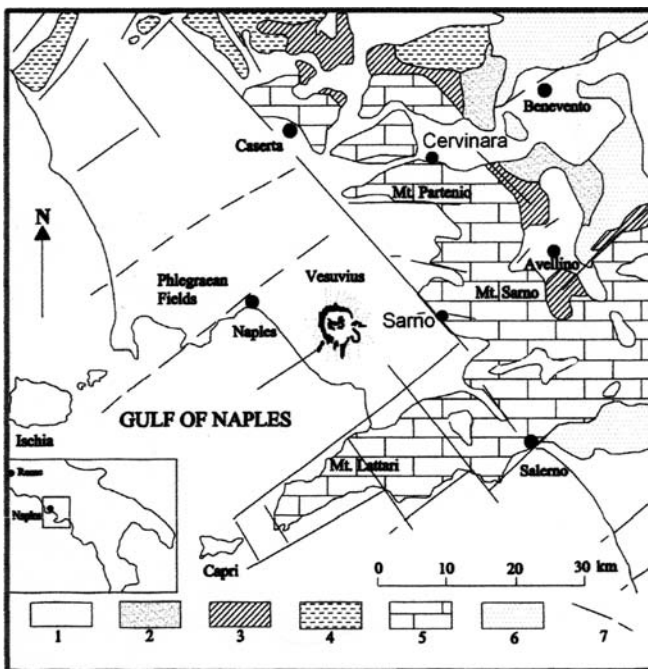 Benevento
Caserta
Cervinara
Mt. Partenio
N
Avellino
Phlegraean
Fields
Vesuvius
Mt. Sarno
Sarno
Naples
GULF OF NAPLES
Ischia
Mt. Lattari
Salerno
Rome
Naples
Capri
0 10 20 30 km
1 2 3 4 5 6 7